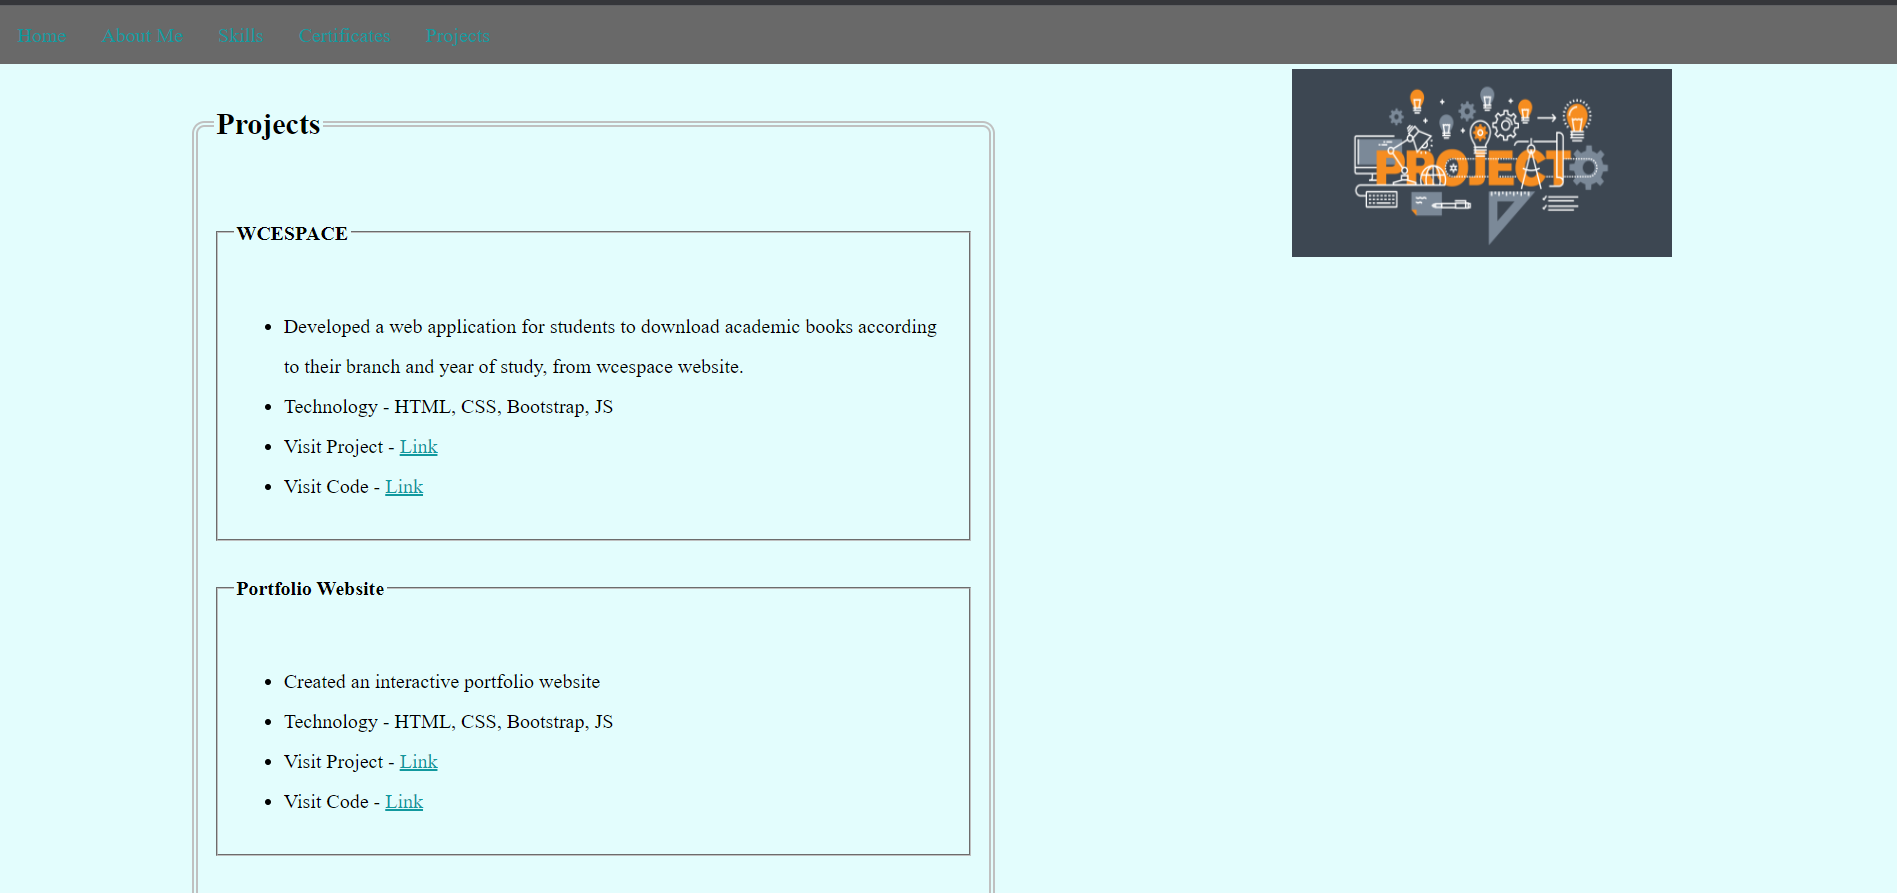 Home About Me Skills Certificates Projects
Projects
WCESPACE
Developed a web application for students to download academic books according
to their branch and year of study, from wcespace website.
Technology - HTML, CSS, Bootstrap, JS
Visit Project - Link
Visit Code - Link
Portfolio Website
Created an interactive portfolio website
Technology - HTML, CSS, Bootstrap, JS
Visit Project - Link
Visit Code - Link
PROJECT